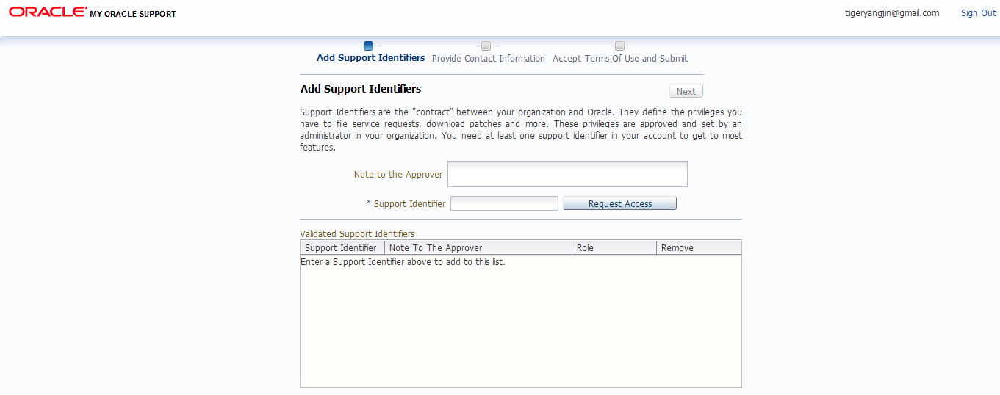 ORACLE MY ORACLE SUPPORT
tigeryangjin@gmail.com Sign Out
Add Support Identifiers Provide Contact Information Accept Terms Of Use and Submit
Add Support Identifiers
Next
Support Identifiers are the "contract" between your organization and Oracle. They define the privileges you
have to file service requests, download patches and more. These privileges are approved and set by an
administrator in your organization. You need at least one support identifier in your account to get to most
features.
Note to the Approver
* Support Identifier Request Access
Validated Support Identifiers
Support Identifier Note To The Approver Role Remove
Enter a Support Identifier above to add to this list.